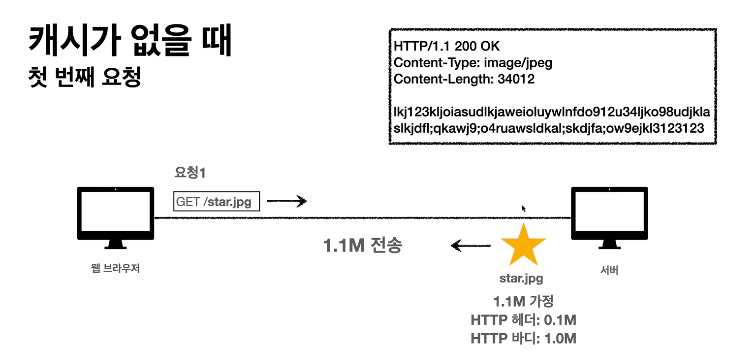 캐시가 없을 때
첫 번째 요청
HTTP/1.1 200 OK
Content-Type: image/jpeg
Content-Length: 34012
lkj123kljoiasudlkjaweioluywlnfdo912u34ljko98udjkla
slkjdfl;qkawj9;o4ruawsldkal;skdjfa;ow9ejkl3123123
요청1
GET /star.jpg
1.1M 전송
웹 브라우저
star.jpg
서버
1.1M 가정
HTTP 헤더: 0.1M
HTTP 바디: 1.0M